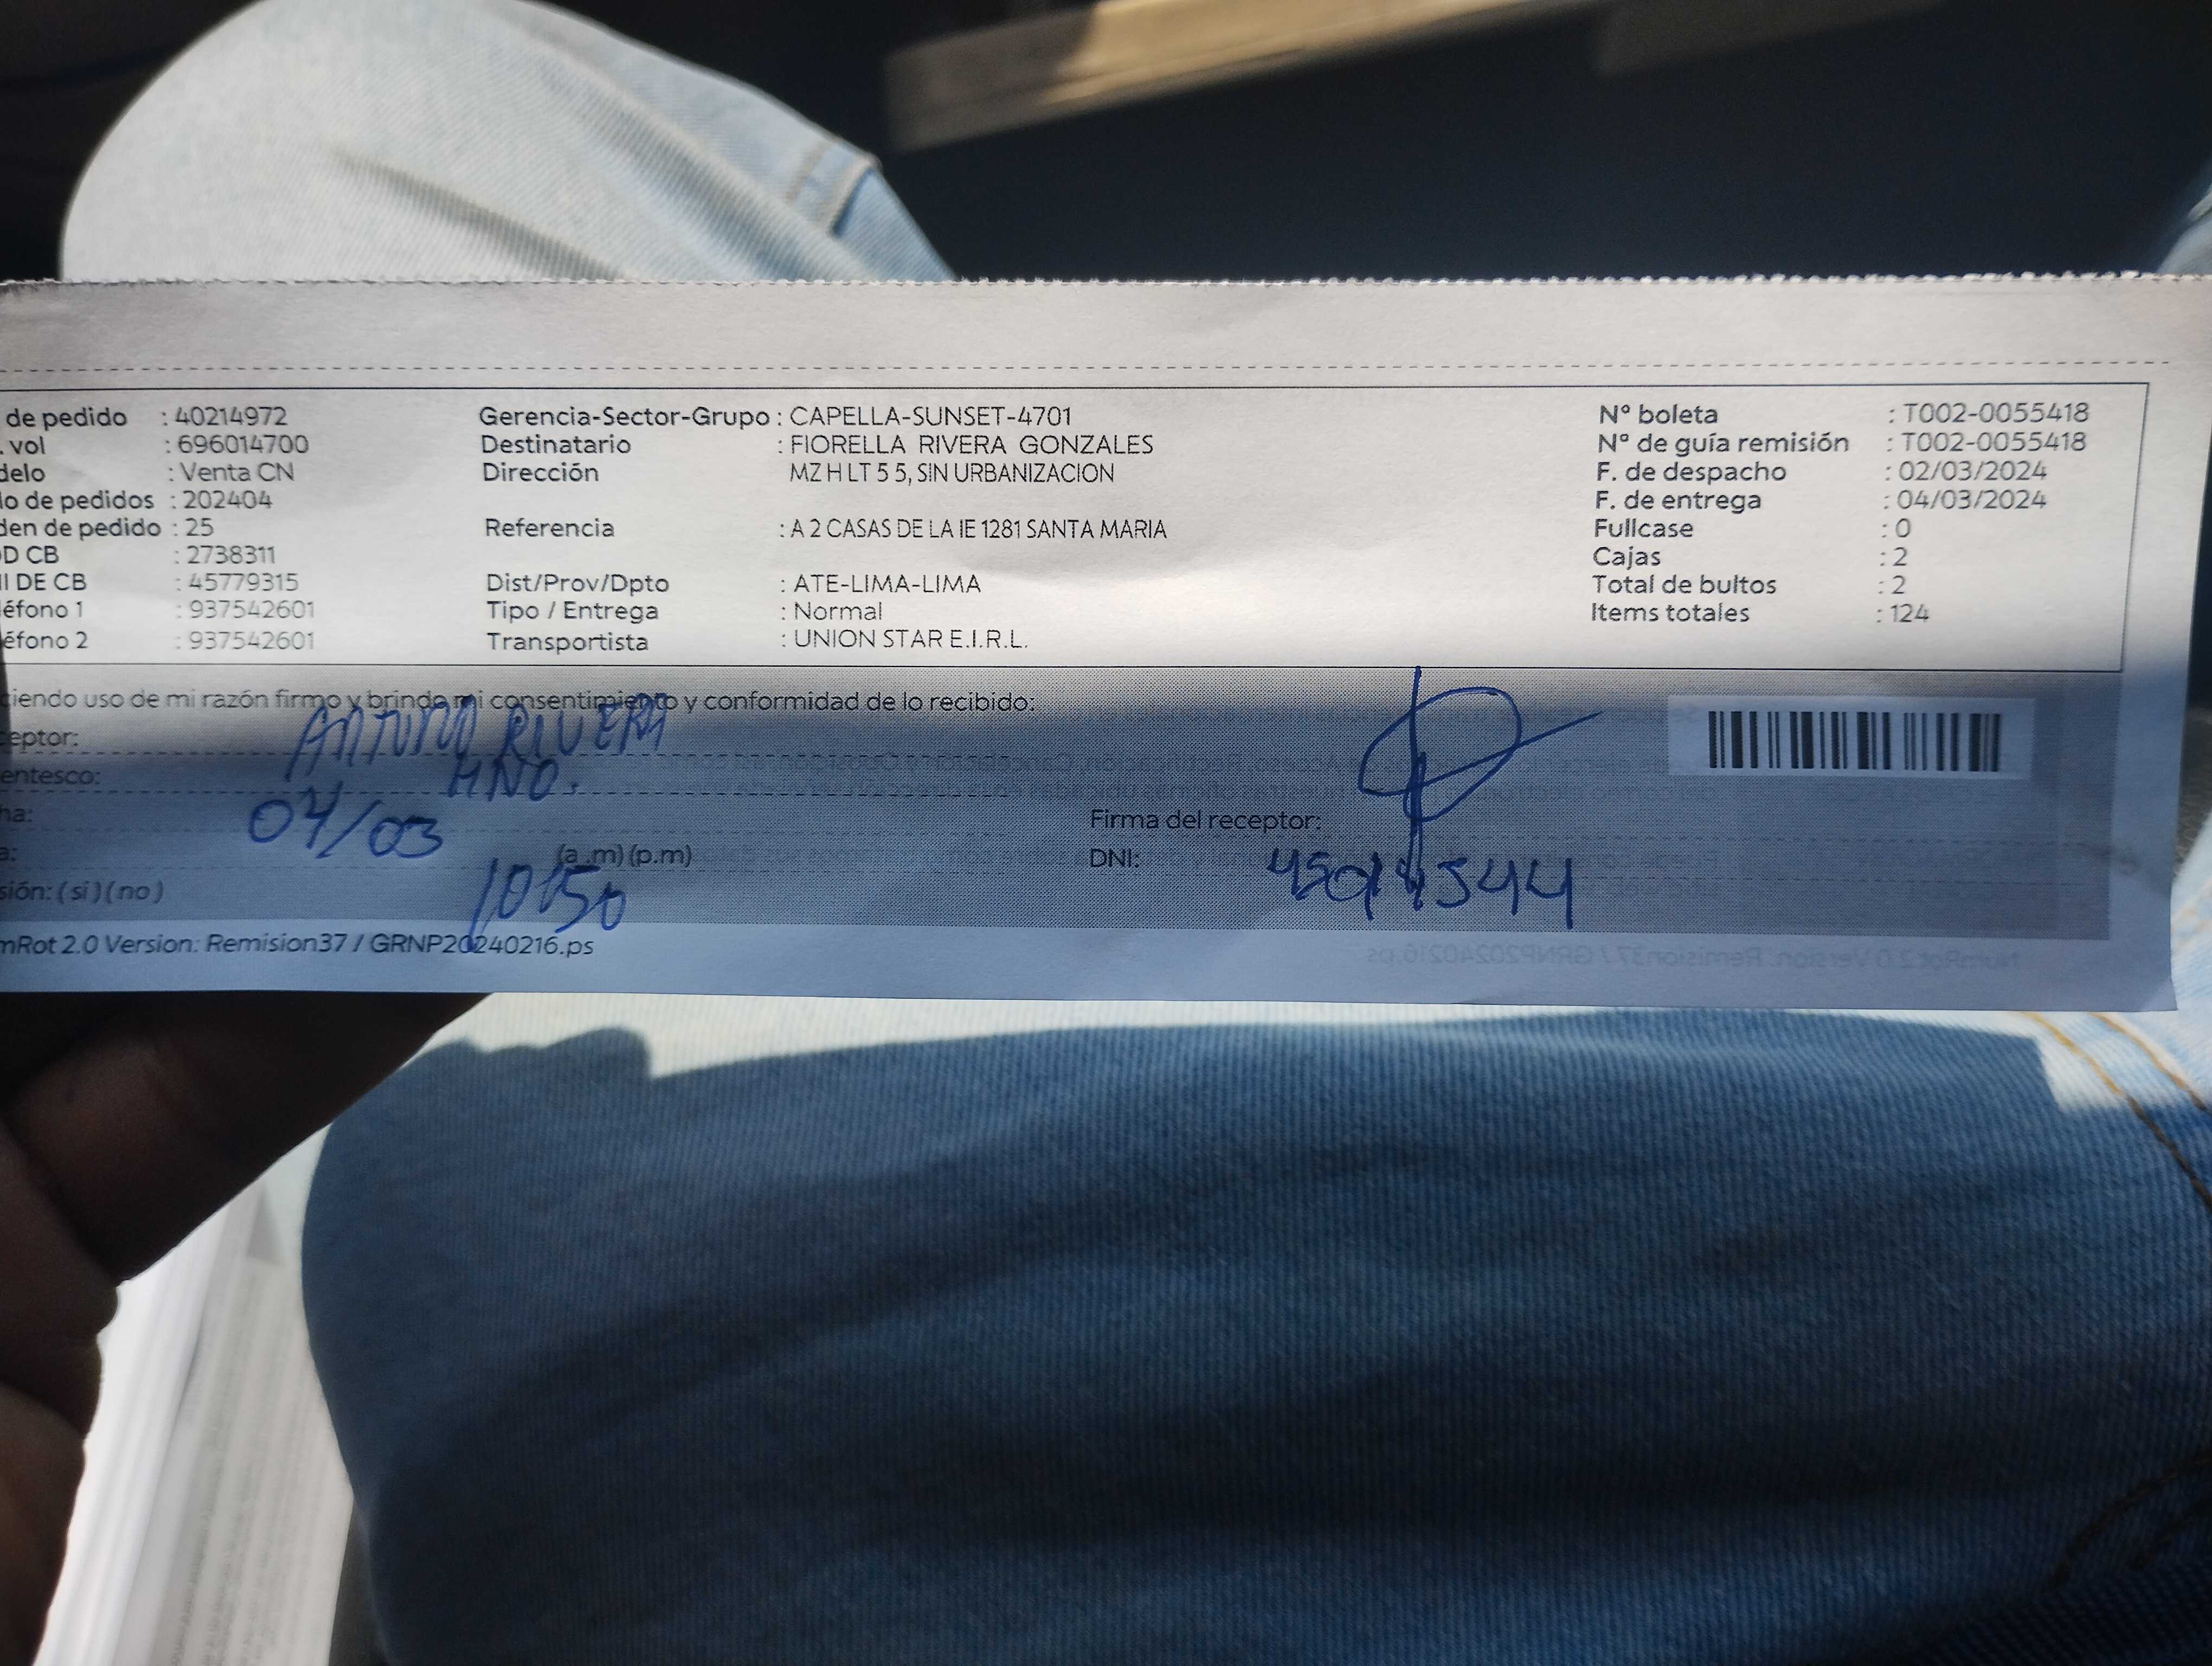 de pedido : 40214972 Gerencia-Sector-Grupo : CAPELLA-SUNSET-4701 N° boleta : T002-0055418
. vol : 696014700 Destinatario : FIORELLA RIVERA GONZALES N° de guía remisión : T002-0055418
delo : Venta CN Dirección MZ H LT 5 5, SIN URBANIZACION F. de despacho : 02/03/2024
lo de pedidos : 202404 F. de entrega : 04/03/2024
den de pedido : 25 Referencia : A 2 CASAS DE LA IE 1281 SANTA MARIA Fullcase : 0
D CB : 2738311 Cajas : 2
I DE CB : 45779315 Dist/Prov/Dpto : ATE-LIMA-LIMA Total de bultos : 2
éfono 1 : 937542601 Tipo / Entrega : Normal Items totales : 124
éfono 2 : 937542601 Transportista : UNION STAR E.I.R.L.
ciendo uso de mi razón firmo y brindo mi consentimiento y conformidad de lo recibido:
eptor: ARTURO RIVERA
entesco: HNO.
ha: 04/03 Firma del receptor:
a: 10:50 (a.m) (p.m) DNI:
sión: (si) (no)
mRot 2.0 Version: Remision37 / GRNP20240216.ps